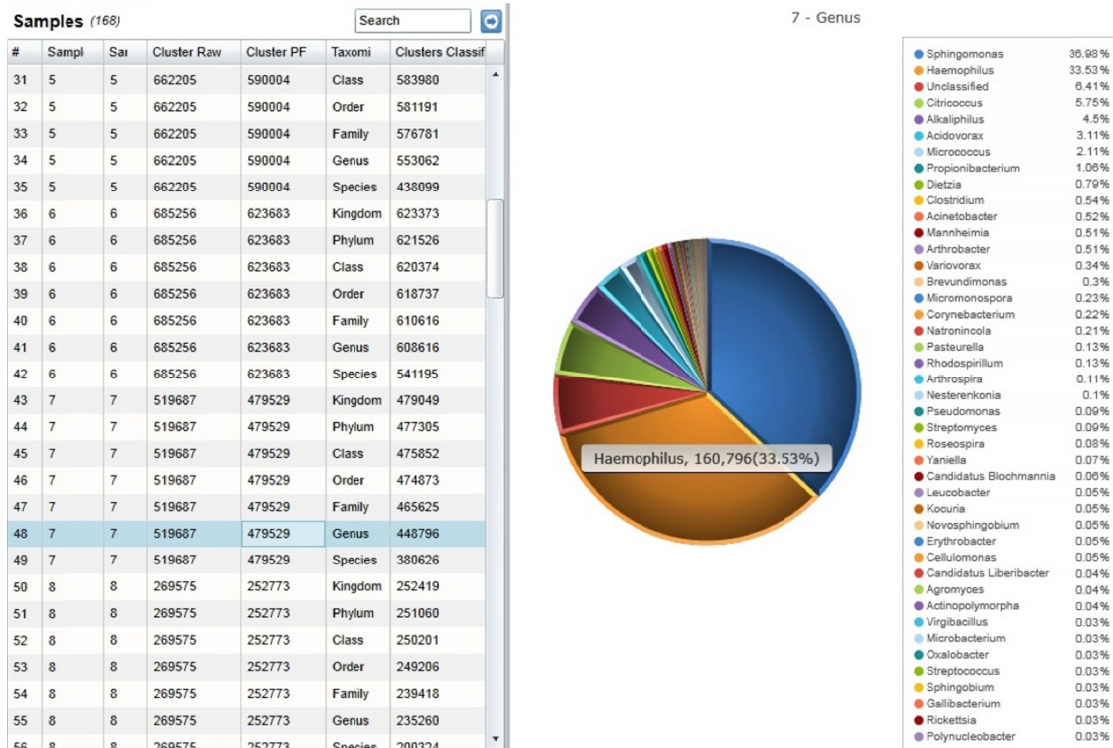 Samples (168)
Search
# Sampl Sar Cluster Raw Cluster PF Taxomi Clusters Classif
31 5 5 662205 590004 Class 583980
32 5 5 662205 590004 Order 581191
33 5 5 662205 590004 Family 576781
34 5 5 662205 590004 Genus 553062
35 5 5 662205 590004 Species 438099
36 6 6 685256 623683 Kingdom 623373
37 6 6 685256 623683 Phylum 621526
38 6 6 685256 623683 Class 620374
39 6 6 685256 623683 Order 618737
40 6 6 685256 623683 Family 610616
41 6 6 685256 623683 Genus 608616
42 6 6 685256 623683 Species 541195
43 7 7 519687 479529 Kingdom 479049
44 7 7 519687 479529 Phylum 477305
45 7 7 519687 479529 Class 475852
46 7 7 519687 479529 Order 474873
47 7 7 519687 479529 Family 465625
48 7 7 519687 479529 Genus 448796
49 7 7 519687 479529 Species 380626
50 8 8 269575 252773 Kingdom 252419
51 8 8 269575 252773 Phylum 251060
52 8 8 269575 252773 Class 250201
53 8 8 269575 252773 Order 249206
54 8 8 269575 252773 Family 239418
55 8 8 269575 252773 Genus 235260
56 8 8 269575 252773 Species 200324
7 - Genus
Haemophilus, 160,796(33.53%)
Sphingomonas 36.98%
Haemophilus 33.53%
Unclassified 6.41%
Citricoccus 5.75%
Alkaliphilus 4.5%
Acidovorax 3.11%
Micrococcus 2.11%
Propionibacterium 1.06%
Dietzia 0.79%
Clostridium 0.54%
Acinetobacter 0.52%
Mannheimia 0.51%
Arthrobacter 0.51%
Variovorax 0.34%
Brevundimonas 0.3%
Micromonospora 0.23%
Corynebacterium 0.22%
Natronincola 0.21%
Pasteurella 0.13%
Rhodospirillum 0.13%
Arthrospira 0.11%
Nesterenkonia 0.1%
Pseudomonas 0.09%
Streptomyces 0.09%
Roseospira 0.08%
Yaniella 0.07%
Candidatus Blochmannia 0.06%
Leucobacter 0.05%
Kocuria 0.05%
Novosphingobium 0.05%
Erythrobacter 0.05%
Cellulomonas 0.05%
Candidatus Liberibacter 0.04%
Agromyces 0.04%
Actinopolymorpha 0.04%
Virgibacillus 0.03%
Microbacterium 0.03%
Oxalobacter 0.03%
Streptococcus 0.03%
Sphingobium 0.03%
Gallibacterium 0.03%
Rickettsia 0.03%
Polynucleobacter 0.03%